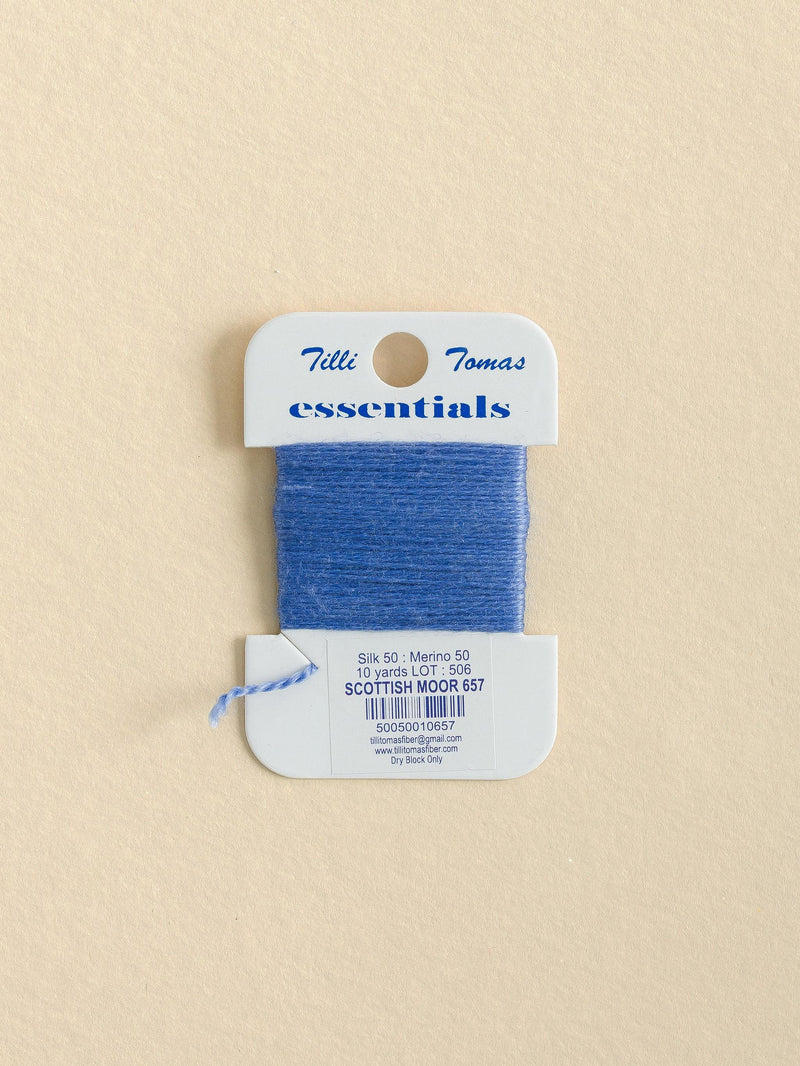 Tilli Tomas
essentials
Silk 50 : Merino 50
10 yards LOT : 506
SCOTTISH MOOR 657
50050010657
tillitomasfiber@gmail.com
www.tillitomasfiber.com
Dry Block Only